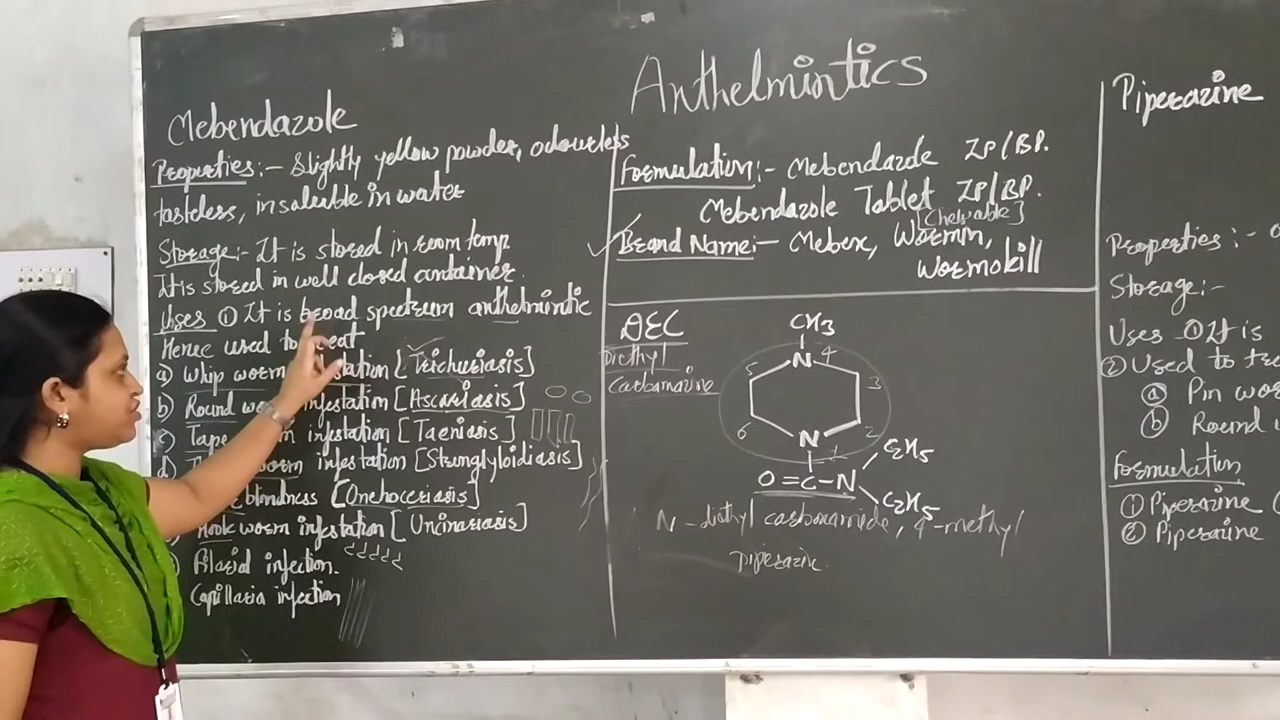 Anthelmintics
Mebendazole
Properties:- Slightly yellow powder, odourless
tasteless, insoluble in water
Storage:- It is stored in room temp
It is stored in well closed container.
Uses ① It is broad spectrum anthelmintic
Hence used to treat
a) Whip worm infestation [Trichuriasis]
b) Round worm infestation [Ascariasis]
c) Tape worm infestation [Taeniasis]
d) worm infestation [Strongyloidiasis]
blindness [Onchocerciasis]
Hook worm infestation [Uncinariasis]
Filarid infection.
Capillaria infection
Formulation:- Mebendazole IP/BP.
Mebendazole Tablet IP/BP.
[Chewable]
Brand Name:- Mebex, Wormin,
Wormokill
DEC
Diethyl
Carbamazine
CH3
N 4
5 3
6 2
N 1
O=C-N
C2H5
C2H5
N-diethyl carbonamide, 4-methyl
piperazine.
Piperazine
Properties:-
Storage:-
Uses ① It is
② Used to
ⓐ Pin
ⓑ Round
Formulation
① Piperazine
② Piperazine